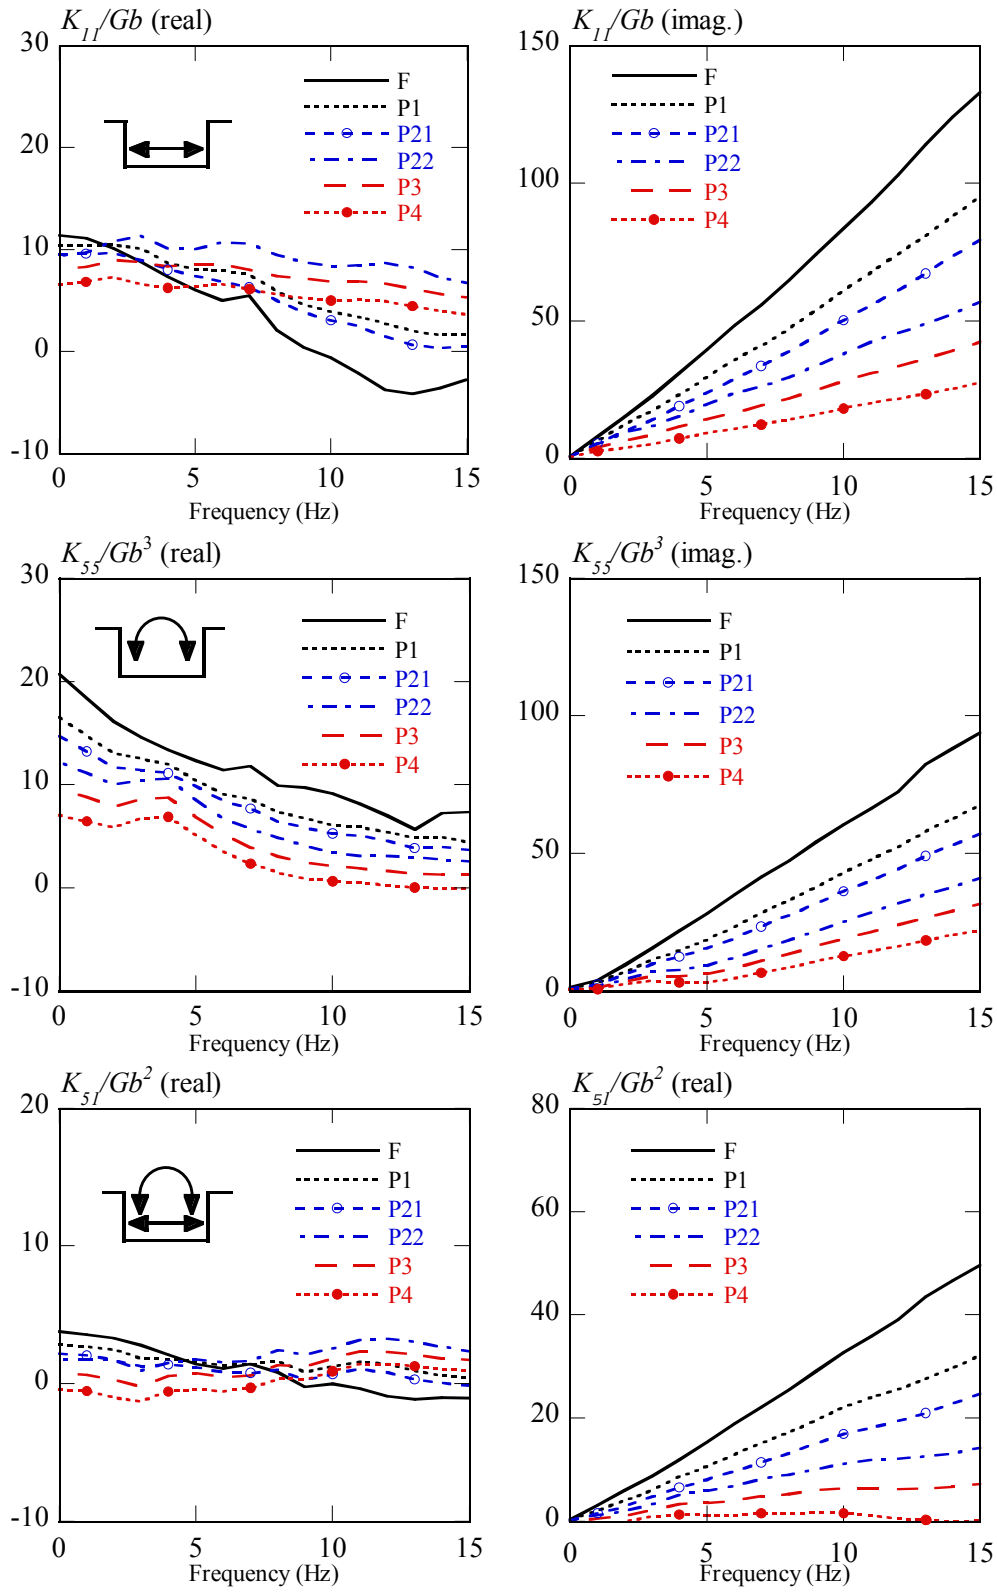 K11/Gb (real)
30
20
10
0
-10
F
P1
P21
P22
P3
P4
0 5 10 15
Frequency (Hz)
K11/Gb (imag.)
150
100
50
0
F
P1
P21
P22
P3
P4
0 5 10 15
Frequency (Hz)
K55/Gb3 (real)
30
20
10
0
-10
F
P1
P21
P22
P3
P4
0 5 10 15
Frequency (Hz)
K55/Gb3 (imag.)
150
100
50
0
F
P1
P21
P22
P3
P4
0 5 10 15
Frequency (Hz)
K51/Gb2 (real)
20
10
0
-10
F
P1
P21
P22
P3
P4
0 5 10 15
Frequency (Hz)
K51/Gb2 (real)
80
60
40
20
0
F
P1
P21
P22
P3
P4
0 5 10 15
Frequency (Hz)